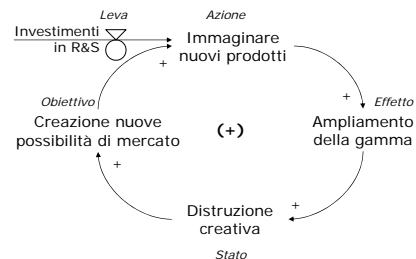 Leva
Azione
Investimenti
in R&S
Immaginare
nuovi prodotti
+
+
Obiettivo
Effetto
Creazione nuove
possibilità di mercato
(+)
Ampliamento
della gamma
+
+
Distruzione
creativa
Stato